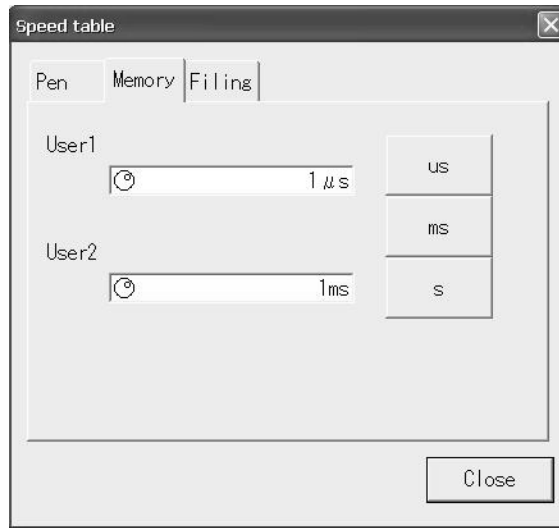 Speed table
Pen Memory Filing
User1
1μs
us
ms
User2
1ms
s
Close